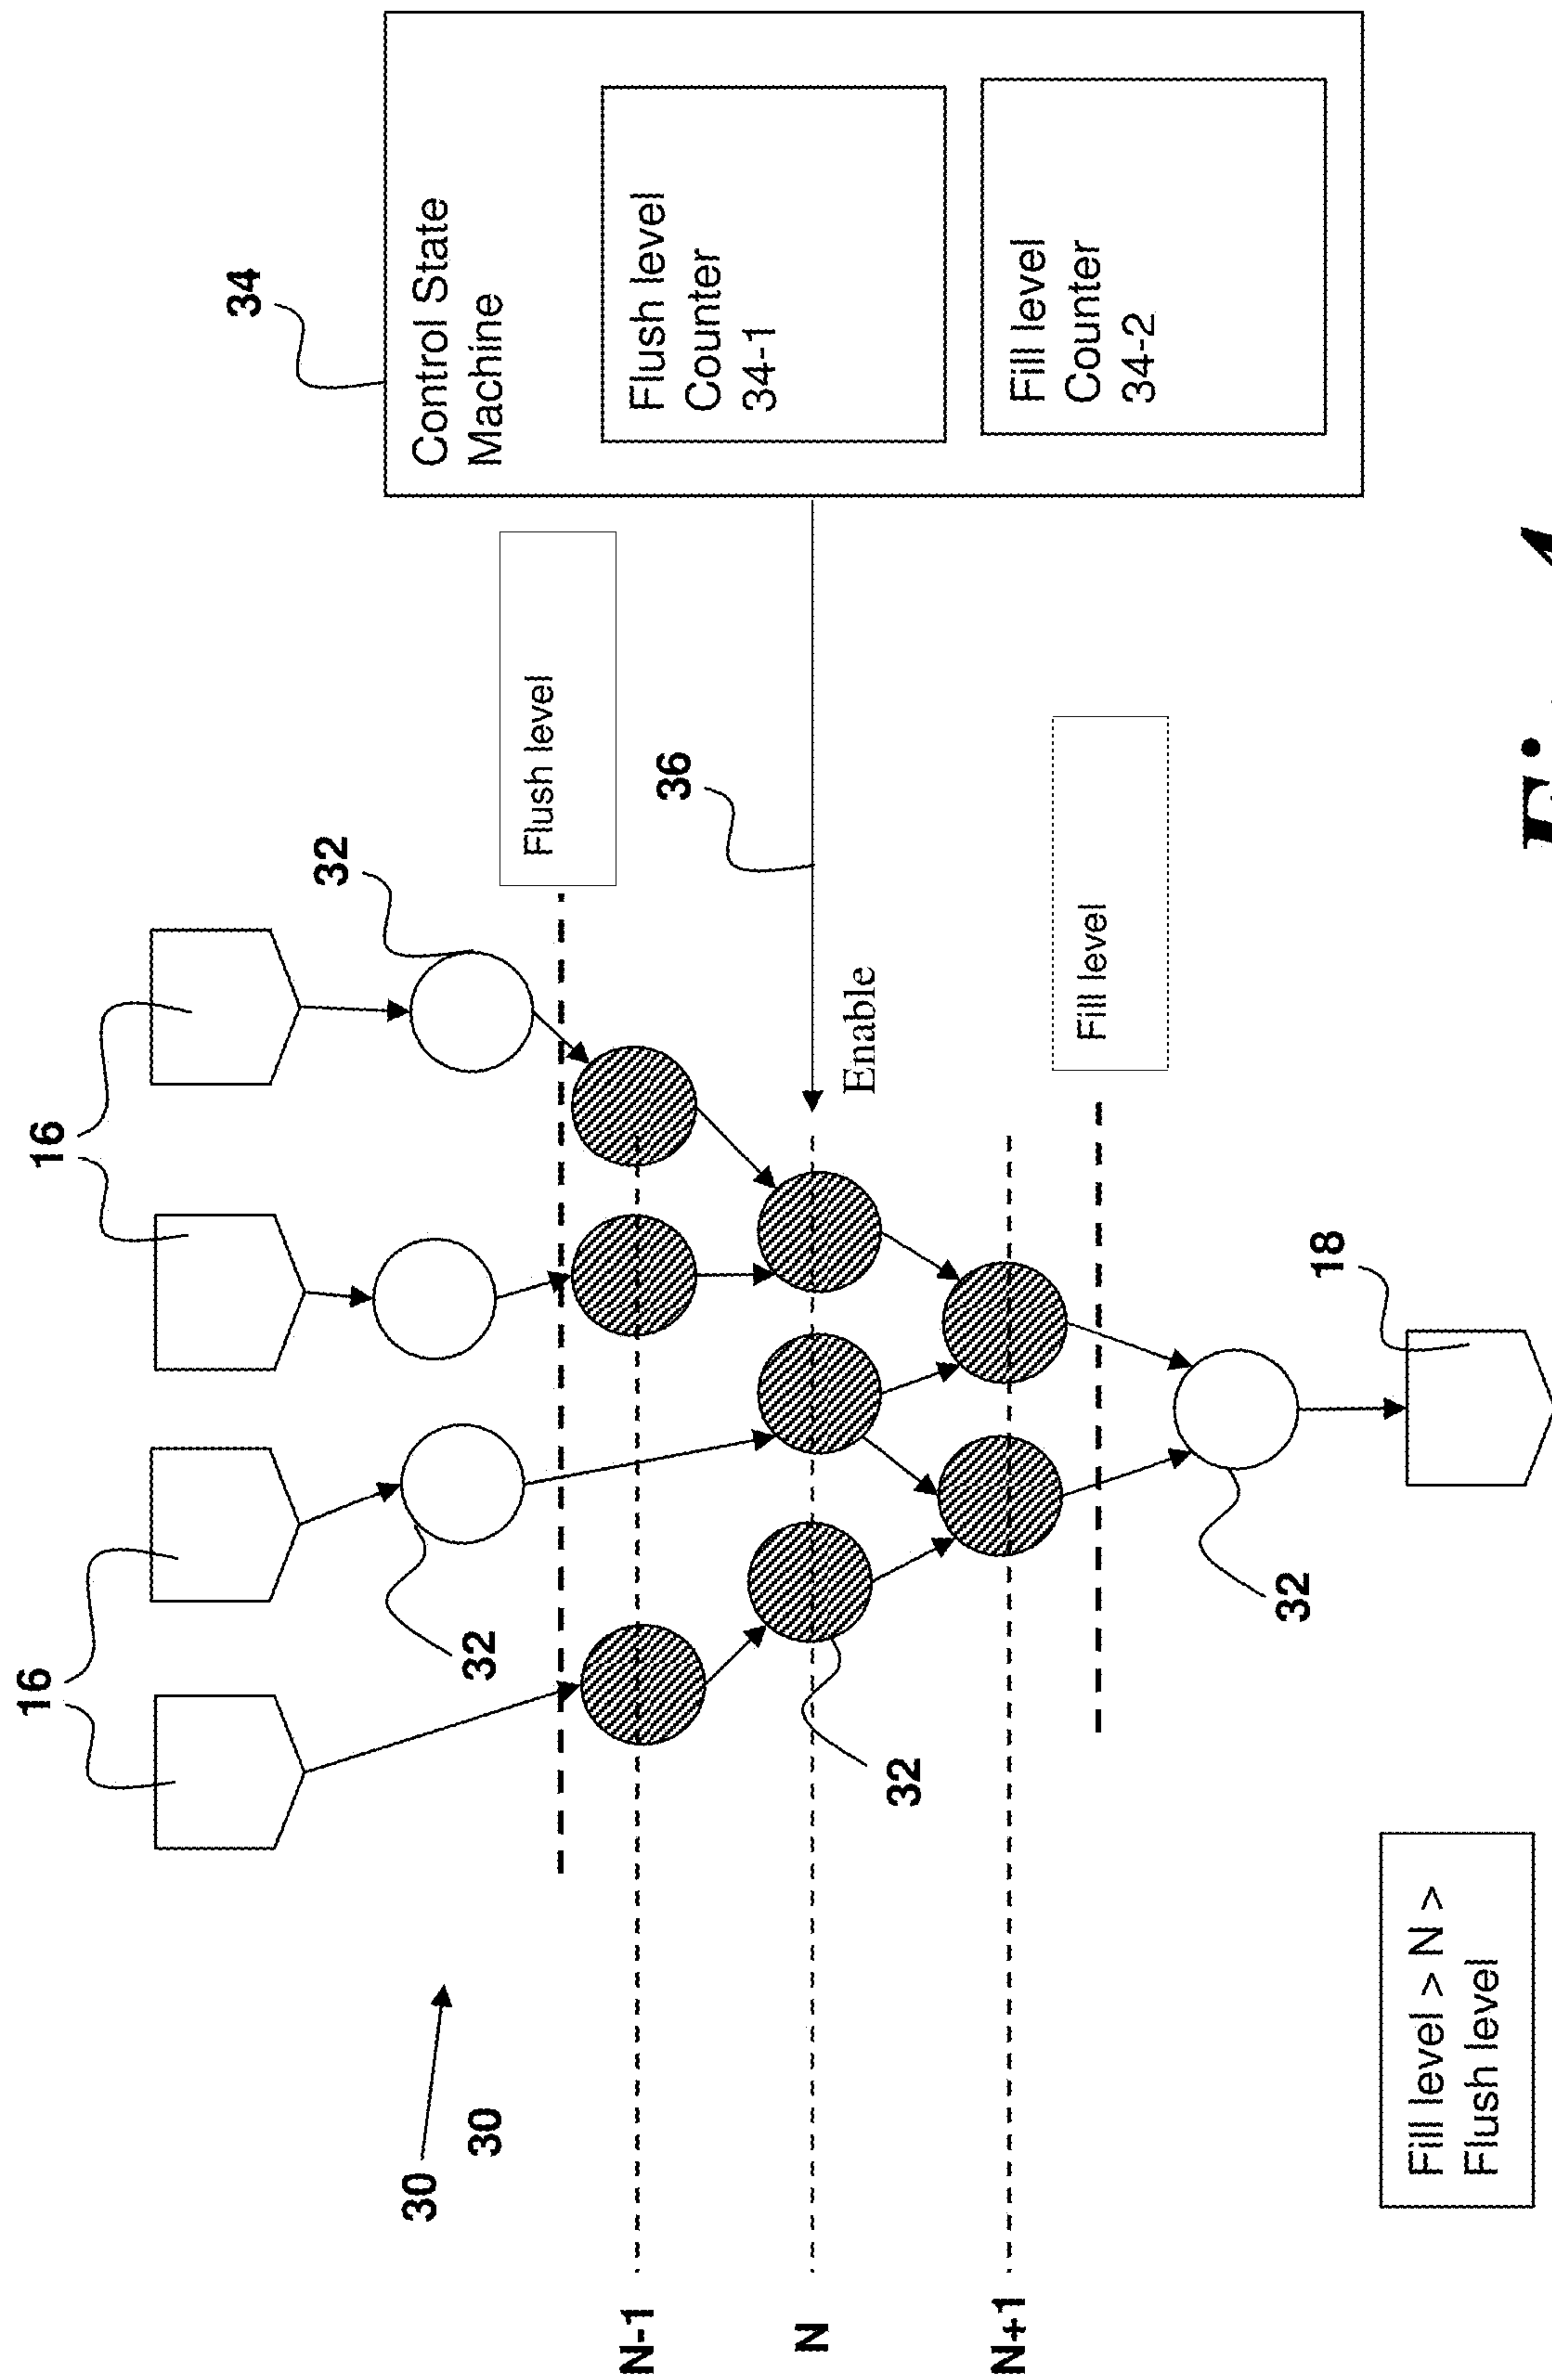 16
16
32
32
30
30
N-1
N
N+1
Flush level
36
Enable
Fill level
32
32
18
34
Control State
Machine
Flush level
Counter
34-1
Fill level
Counter
34-2
Fill level > N >
Flush level